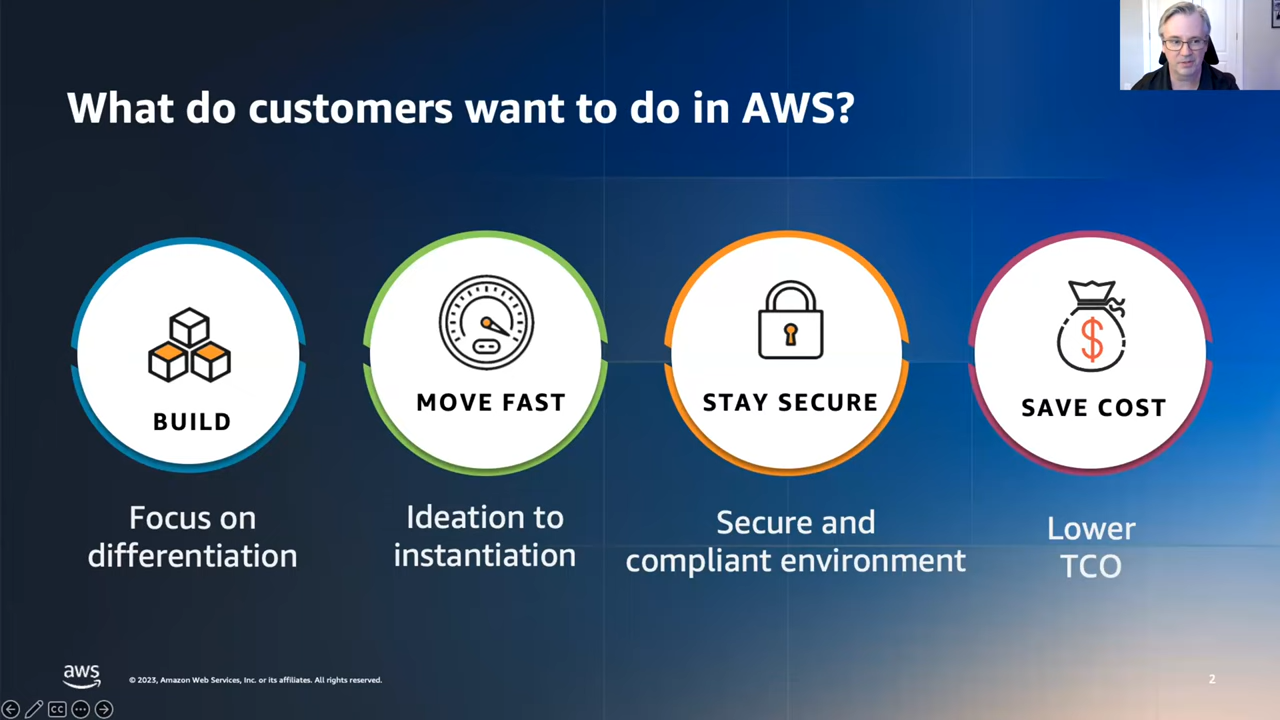 What do customers want to do in AWS?
BUILD
MOVE FAST
STAY SECURE
SAVE COST
Focus on
differentiation
Ideation to
instantiation
Secure and
compliant environment
Lower
TCO
aws
© 2023, Amazon Web Services, Inc. or its affiliates. All rights reserved.
2
CC